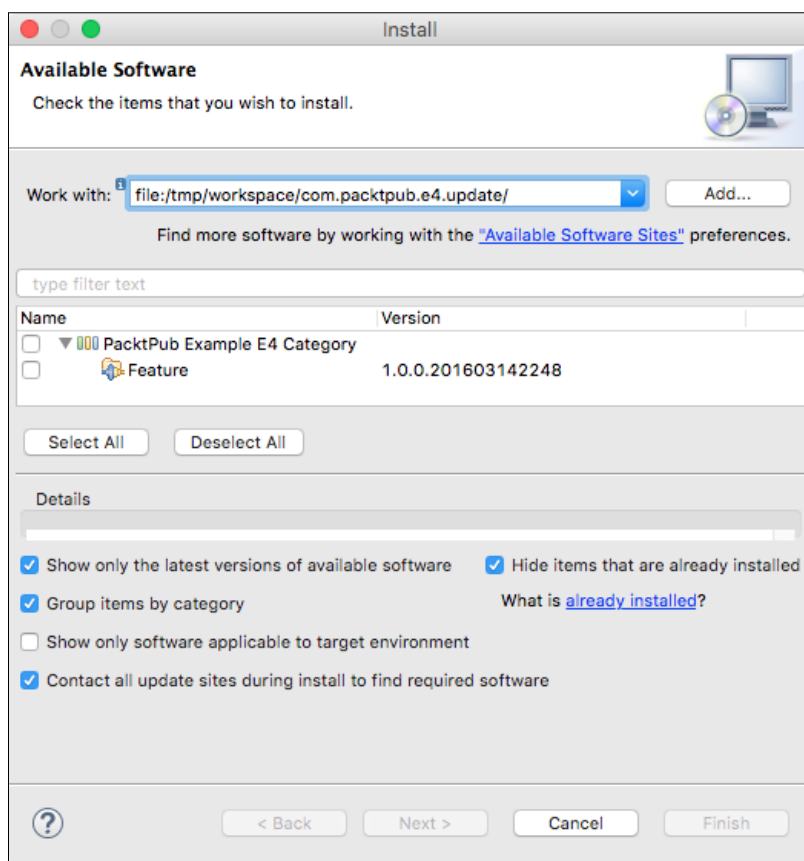 Install
Available Software
Check the items that you wish to install.
Work with: file:/tmp/workspace/com.packtpub.e4.update/ Add...
Find more software by working with the "Available Software Sites" preferences.
type filter text
Name Version
PacktPub Example E4 Category
Feature 1.0.0.201603142248
Select All Deselect All
Details
Show only the latest versions of available software Hide items that are already installed
Group items by category What is already installed?
Show only software applicable to target environment
Contact all update sites during install to find required software
? < Back Next > Cancel Finish